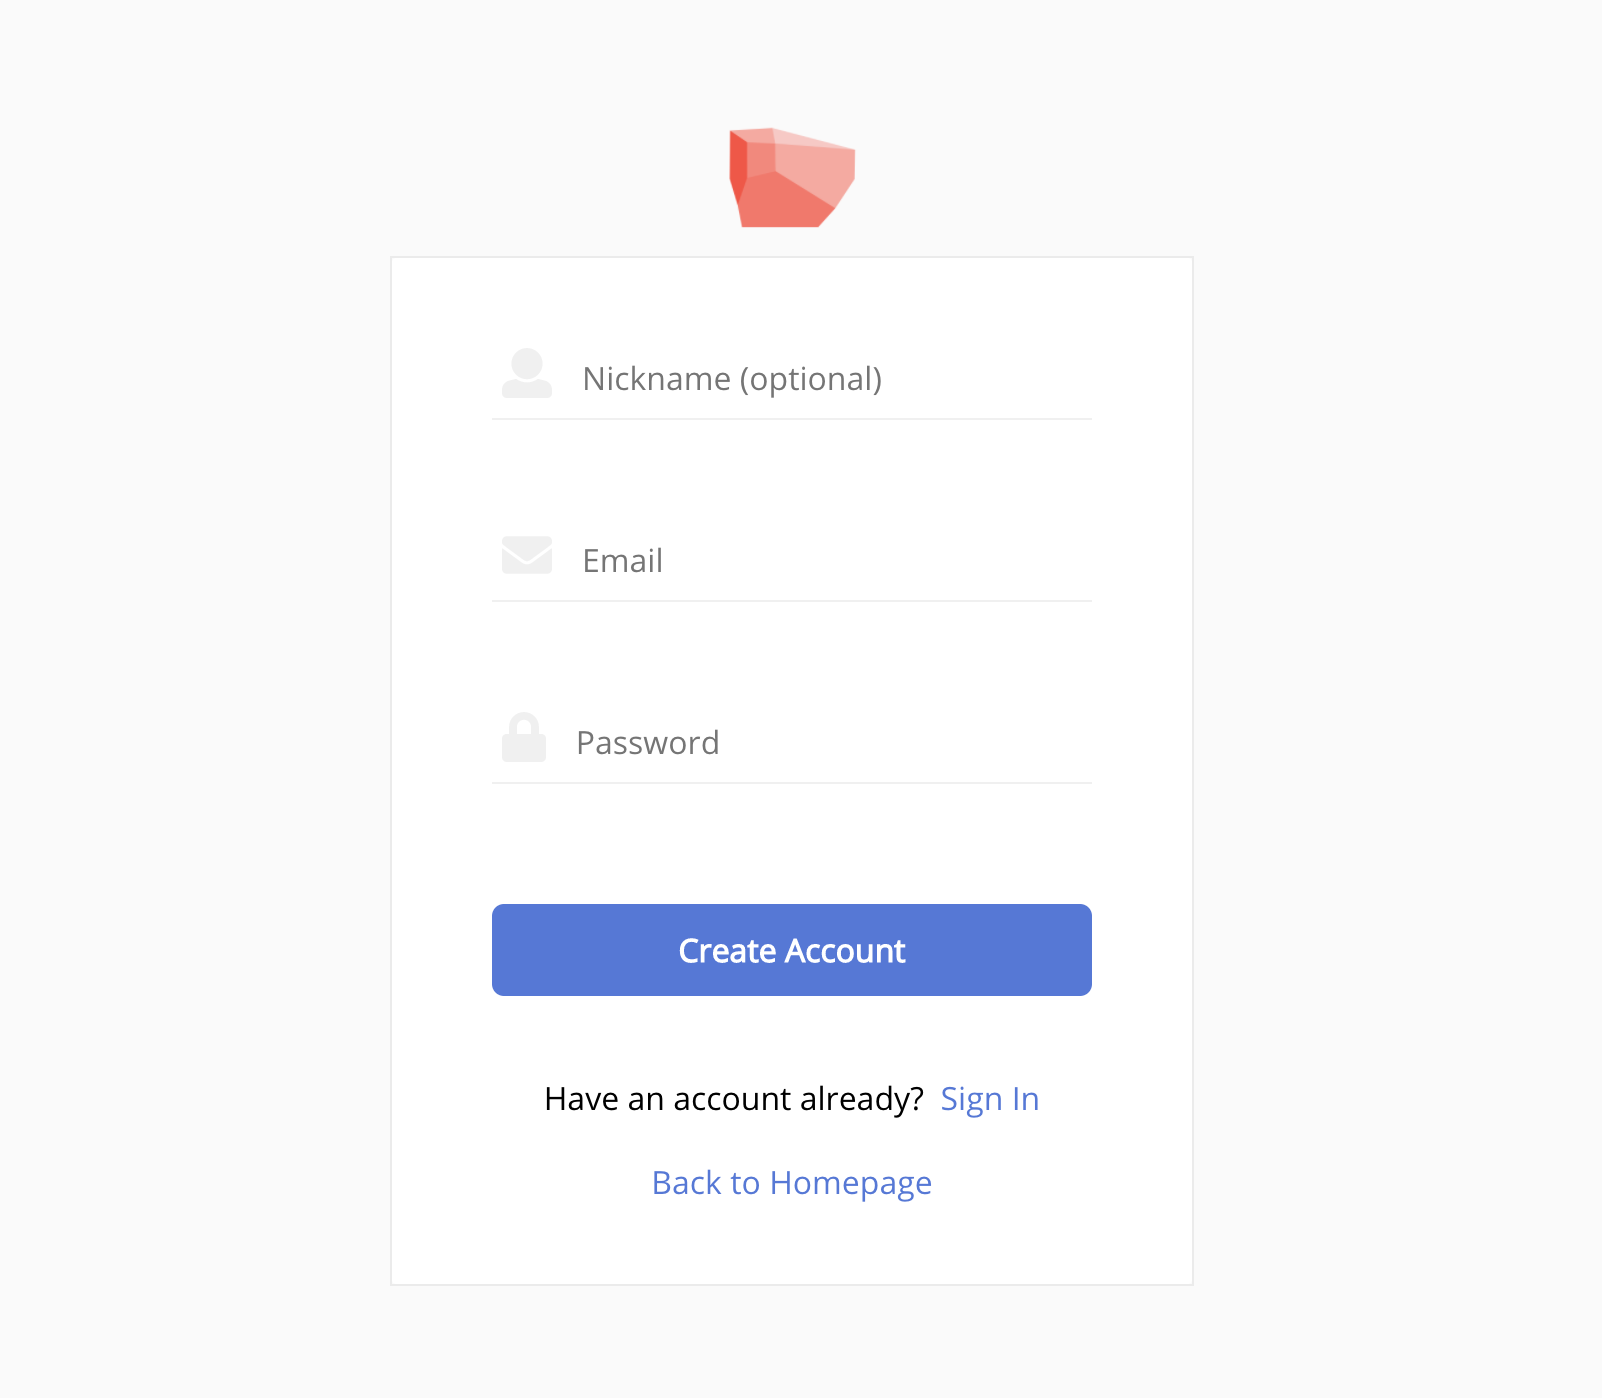 Nickname (optional)
Email
Password
Create Account
Have an account already? Sign In
Back to Homepage